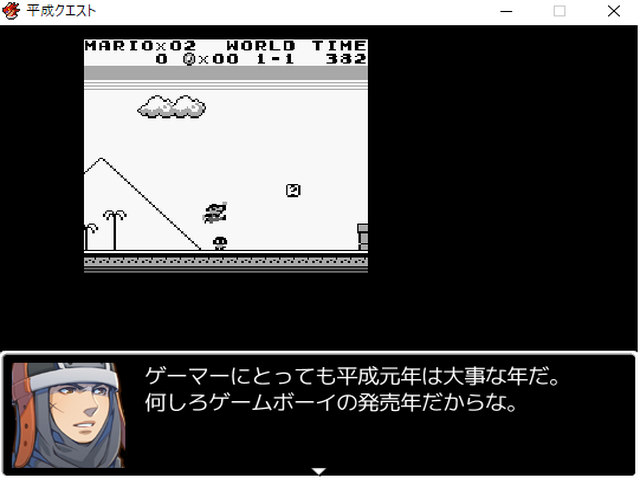 平成クエスト
MARIO×02 WORLD TIME
0 ×00 1-1 382
?
ゲーマーにとっても平成元年は大事な年だ。
何しろゲームボーイの発売年だからな。